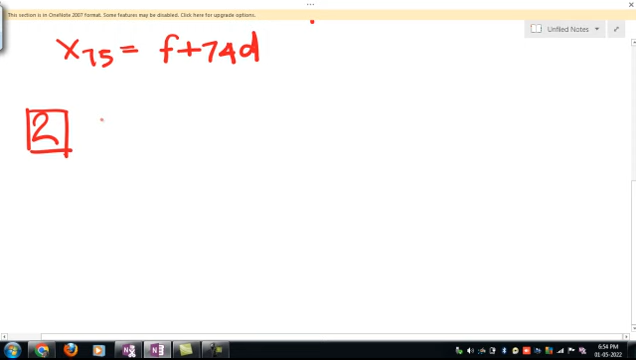 This section is in OneNote 2007 format. Some features may be disabled. Click here for upgrade options.
Unfiled Notes
x₇₅ = f+74d
2
6:54 PM
01-05-2022